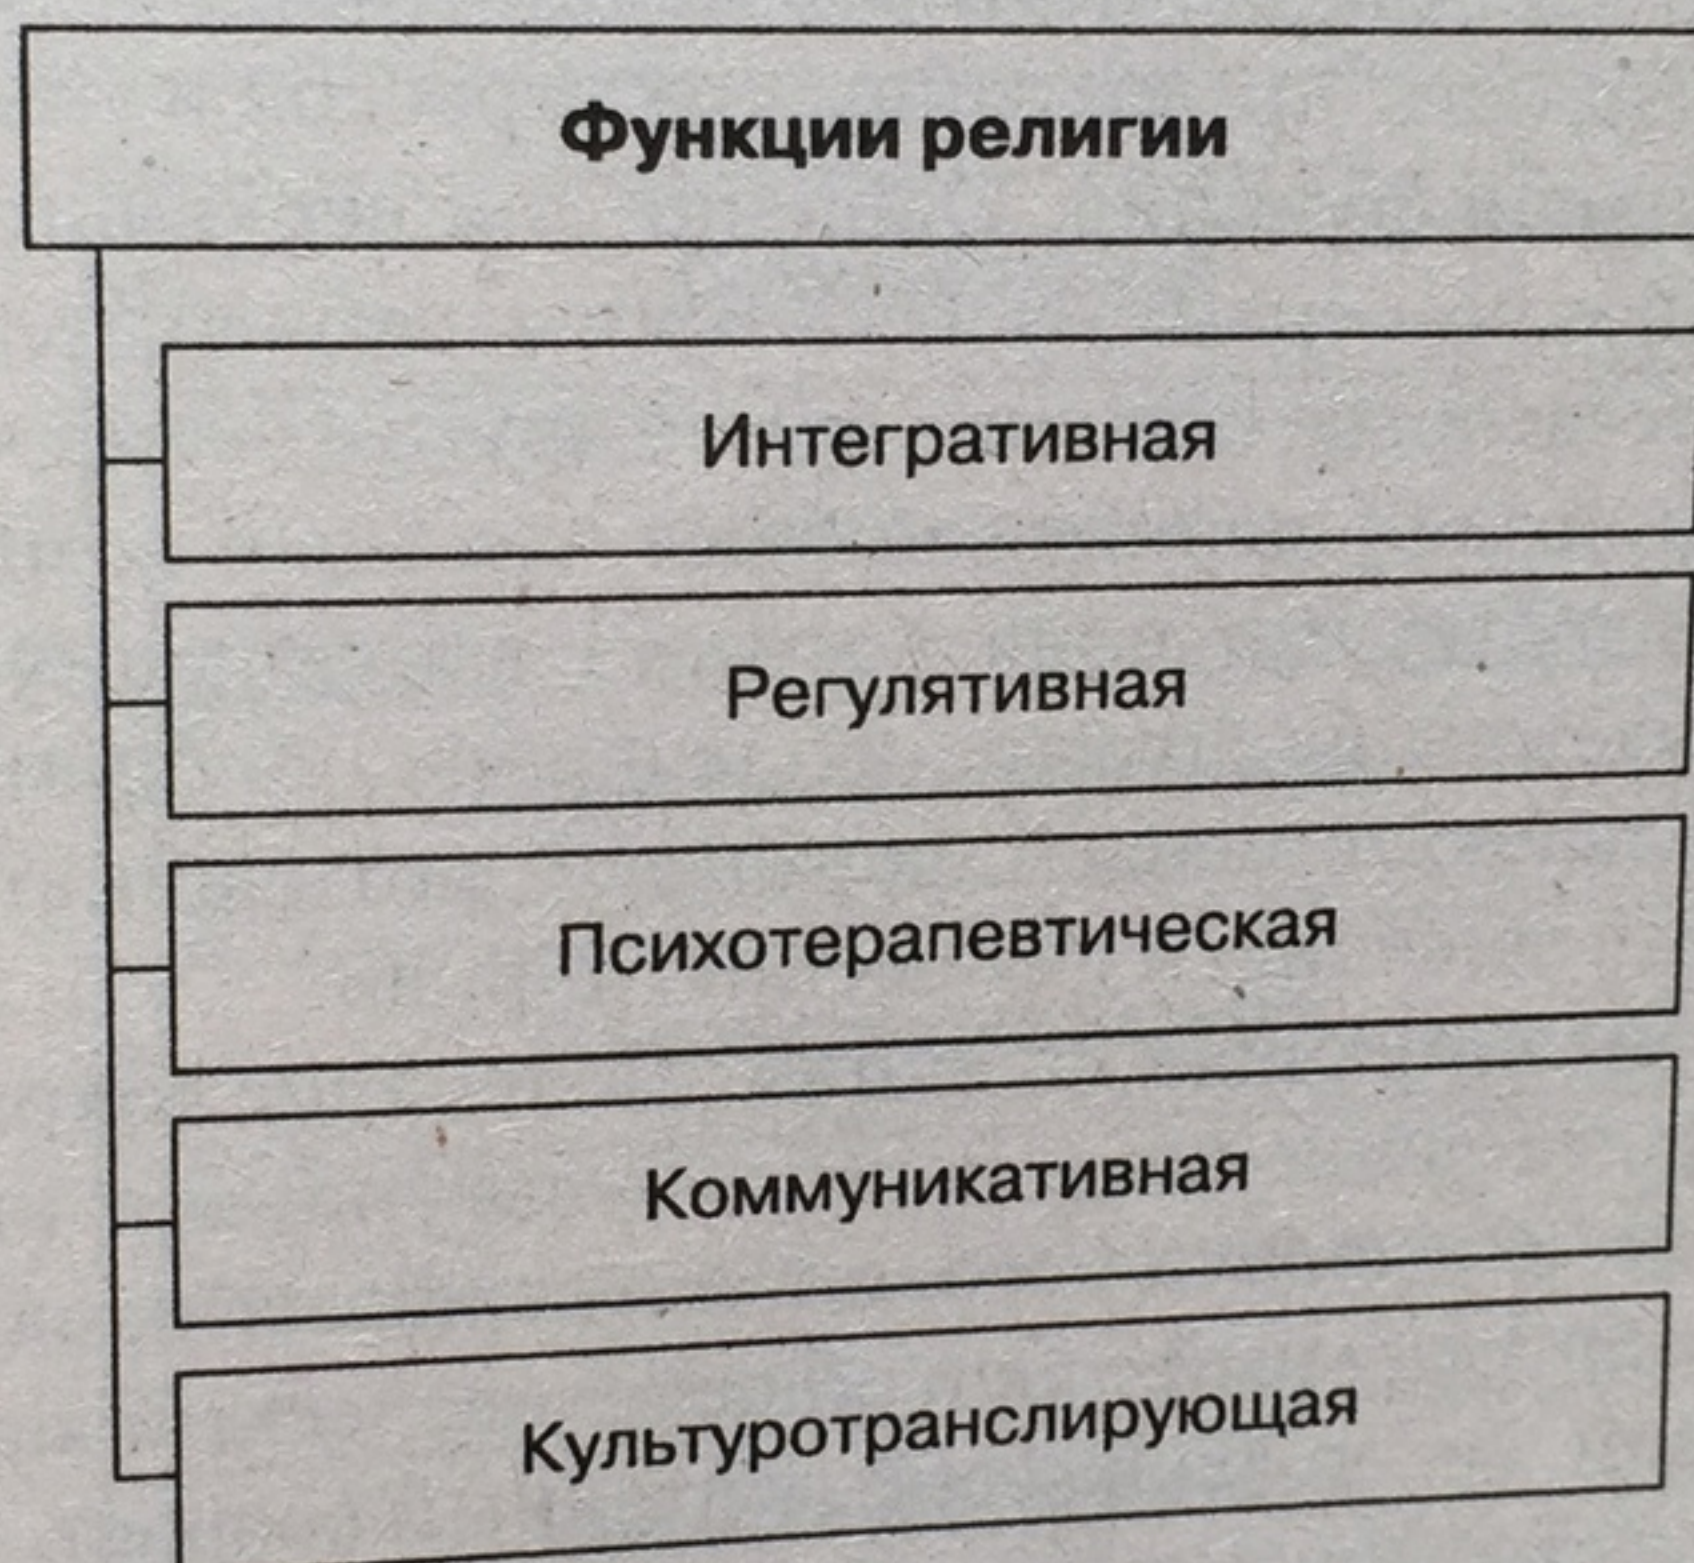 Функции религии
Интегративная
Регулятивная
Психотерапевтическая
Коммуникативная
Культуротранслирующая